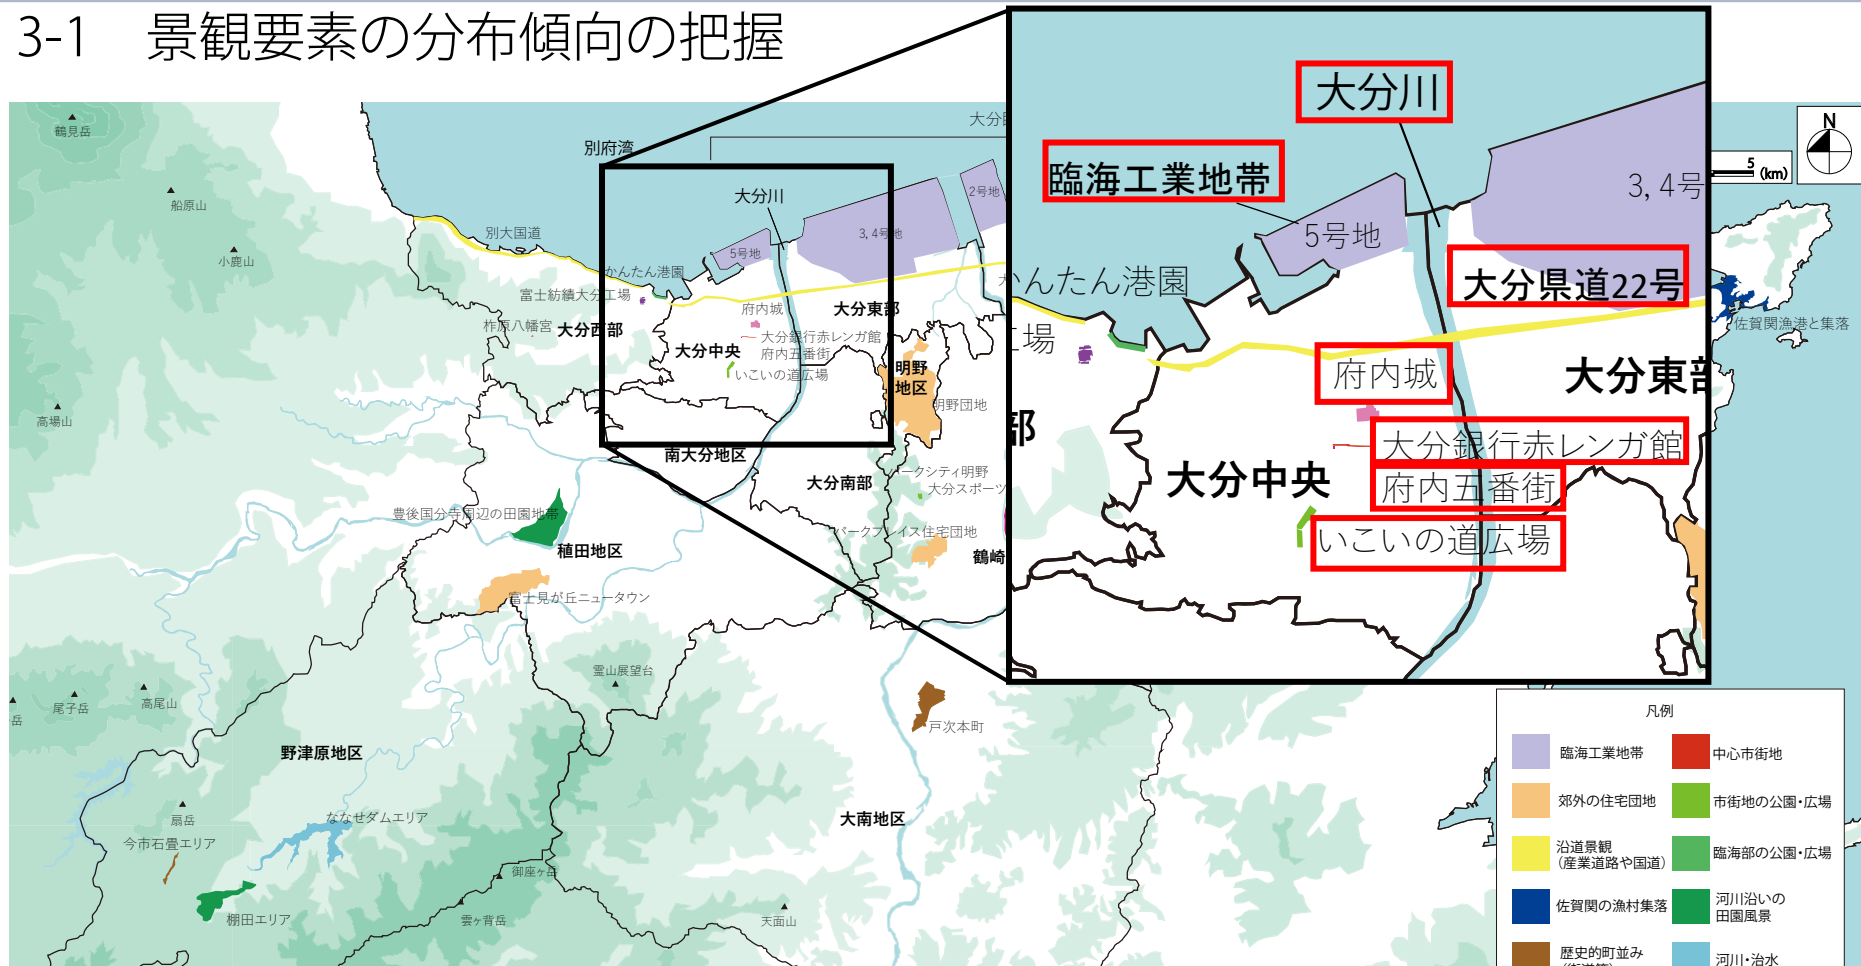 3-1 景観要素の分布傾向の把握
鶴見岳
船原山
小鹿山
高場山
別府湾
大分川
別大国道
かんたん港園
富士紡績大分工場
柞原八幡宮
大分西部
5号地
3, 4号地
2号地
府内城
大分東部
大分銀行赤レンガ館
府内五番街
大分中央
いこいの道広場
明野
地区
明野団地
南大分地区
大分南部
パークシティ明野
大分スポーツ
パークプレイス住宅団地
鶴崎
豊後国分寺周辺の田園地帯
稙田地区
富士見が丘ニュータウン
霊山展望台
尾子岳
高尾山
野津原地区
戸次本町
扇岳
今市石畳エリア
ななせダムエリア
大南地区
棚田エリア
御座ヶ岳
雲ヶ背岳
天面山
大分川
臨海工業地帯
3, 4号
5号地
大分県道22号
んたん港園
工場
府内城
大分東部
大分銀行赤レンガ館
大分中央
府内五番街
いこいの道広場
部
N
5
(km)
佐賀関漁港と集落
凡例
臨海工業地帯
中心市街地
郊外の住宅団地
市街地の公園・広場
沿道景観
(産業道路や国道)
臨海部の公園・広場
佐賀関の漁村集落
河川沿いの
田園風景
歴史的町並み
河川・治水